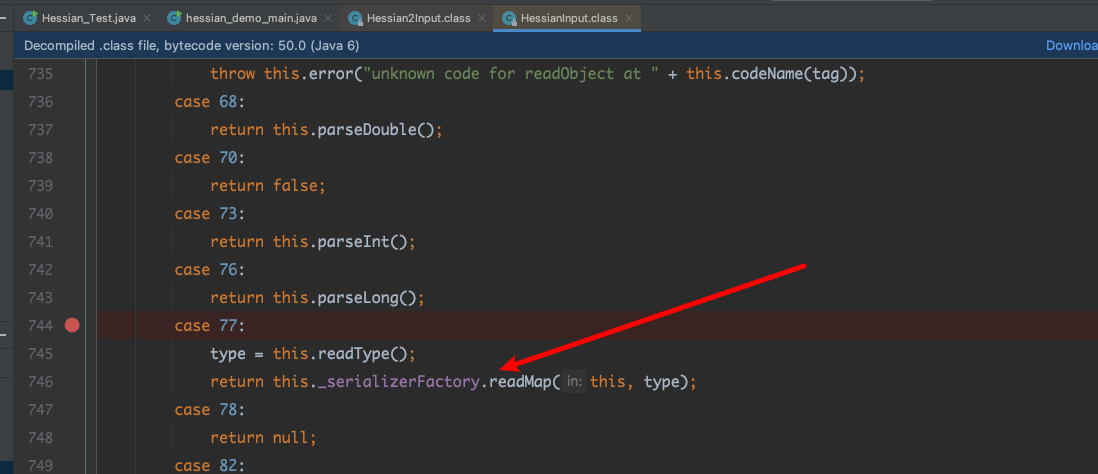 Hessian_Test.java × hessian_demo_main.java × Hessian2Input.class × HessianInput.class ×
Decompiled .class file, bytecode version: 50.0 (Java 6) Downloa
735 throw this.error("unknown code for readObject at " + this.codeName(tag));
736 case 68:
737 return this.parseDouble();
738 case 70:
739 return false;
740 case 73:
741 return this.parseInt();
742 case 76:
743 return this.parseLong();
744 case 77:
745 type = this.readType();
746 return this._serializerFactory.readMap( in: this, type);
747 case 78:
748 return null;
749 case 82: